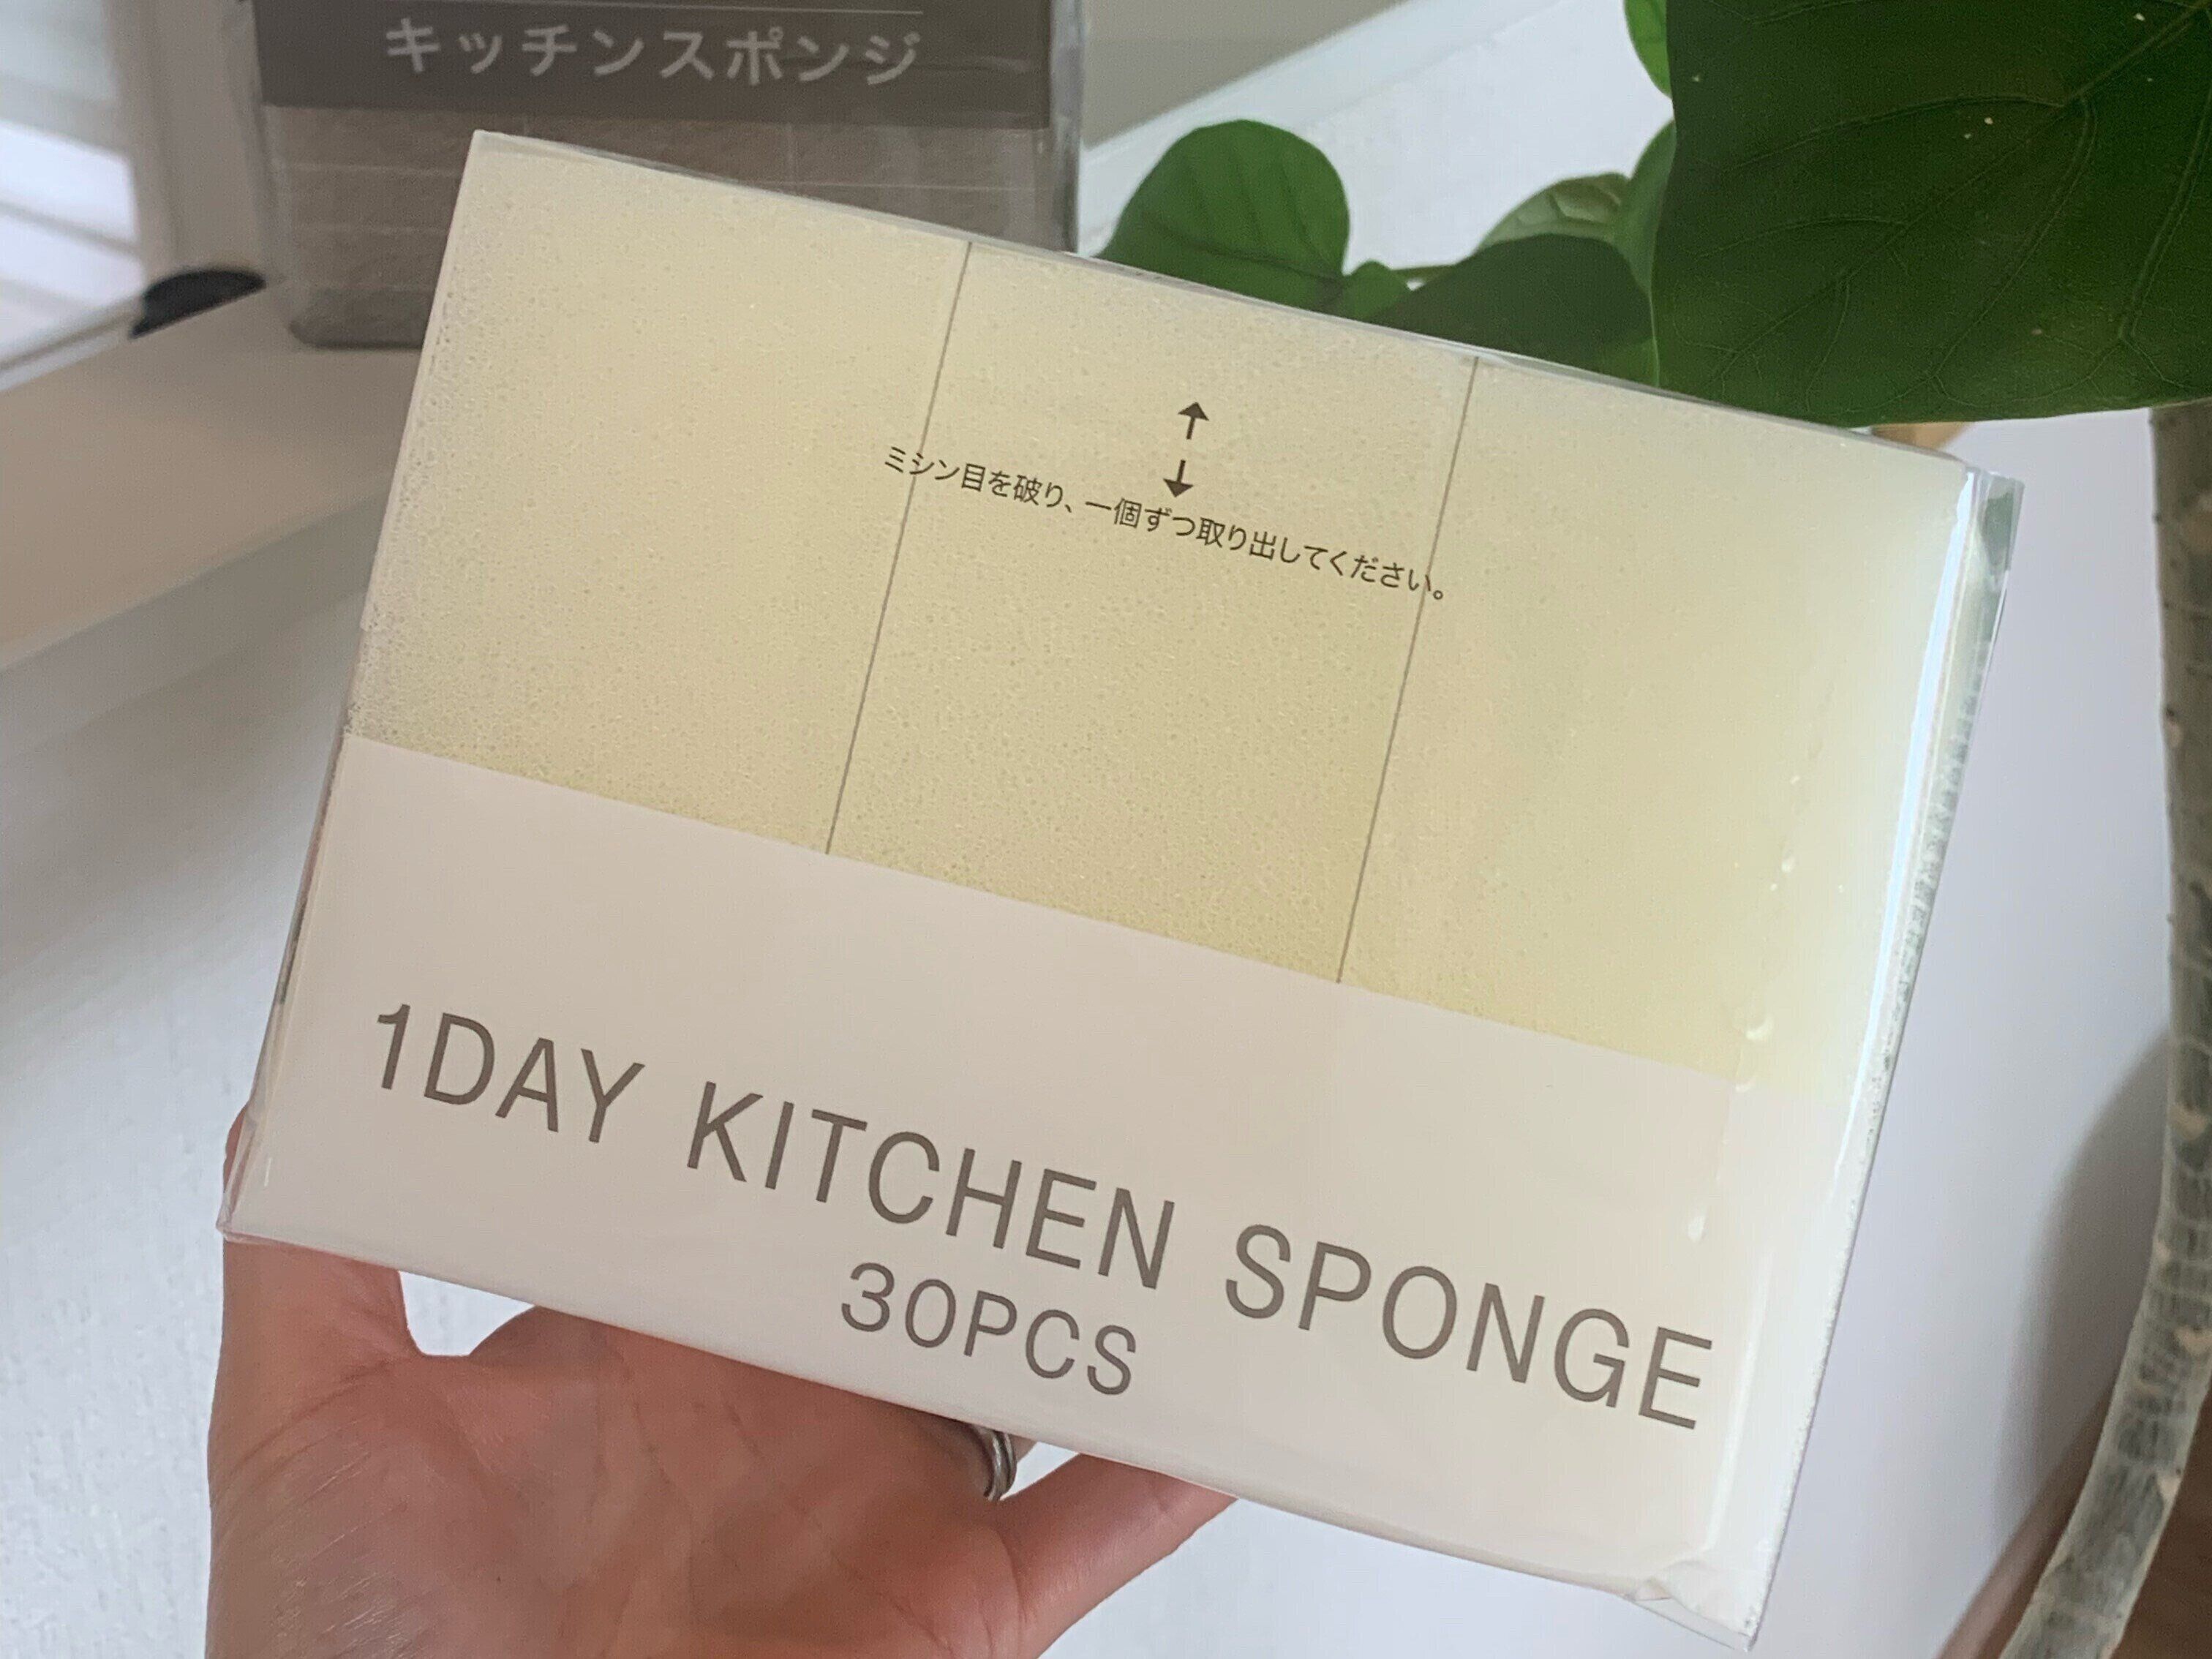 キッチンスポンジ
↑
↓
ミシン目を破り、一個ずつ取り出してください。
1DAY KITCHEN SPONGE
30PCS